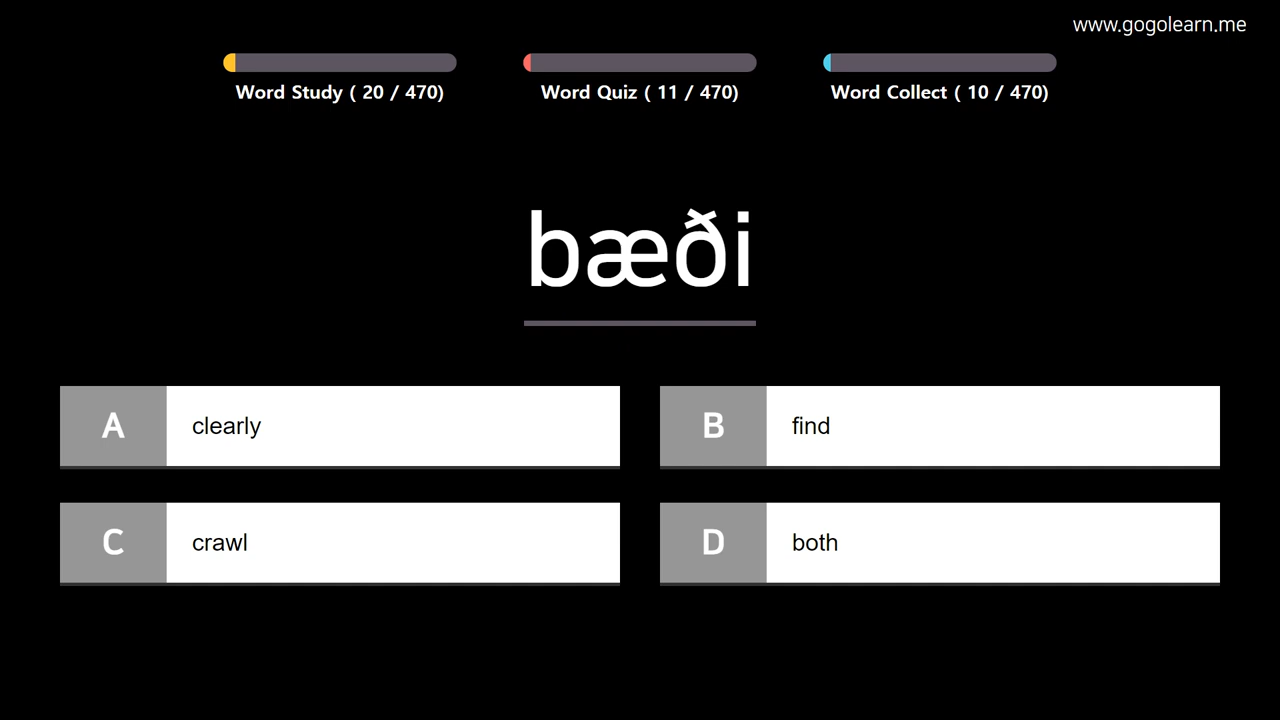 www.gogolearn.me
Word Study ( 20 / 470)
Word Quiz ( 11 / 470)
Word Collect ( 10 / 470)
bæði
A clearly
B find
C crawl
D both